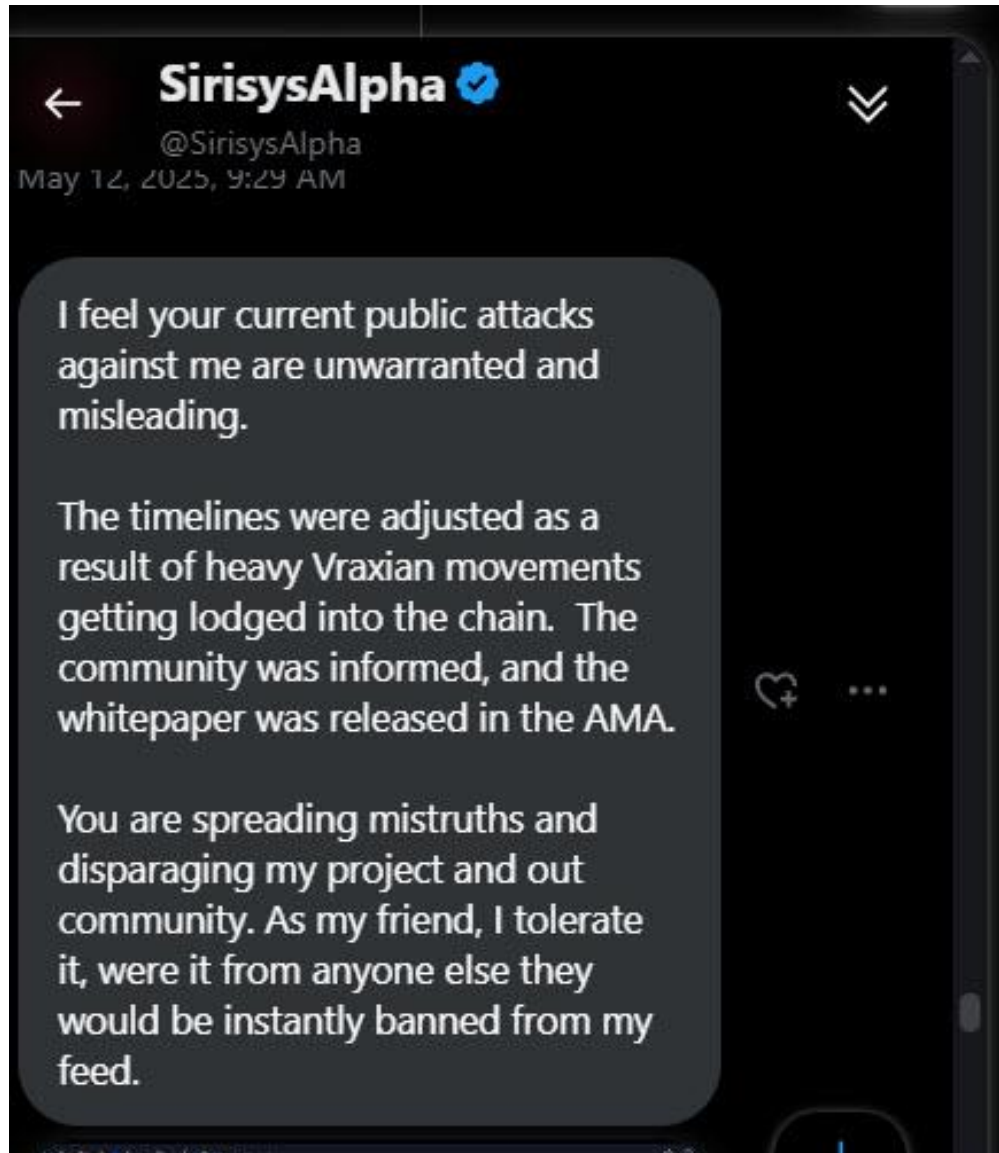 SirisysAlpha
@SirisysAlpha
May 12, 2025, 9:29 AM
I feel your current public attacks
against me are unwarranted and
misleading.
The timelines were adjusted as a
result of heavy Vraxian movements
getting lodged into the chain.  The
community was informed, and the
whitepaper was released in the AMA.
You are spreading mistruths and
disparaging my project and out
community. As my friend, I tolerate
it, were it from anyone else they
would be instantly banned from my
feed.